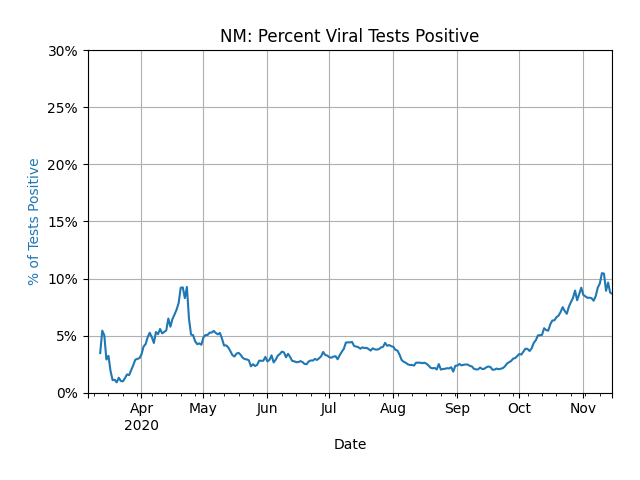 NM: Percent Viral Tests Positive
30%
25%
20%
15%
10%
5%
0%
% of Tests Positive
Apr May Jun Jul Aug Sep Oct Nov
2020
Date